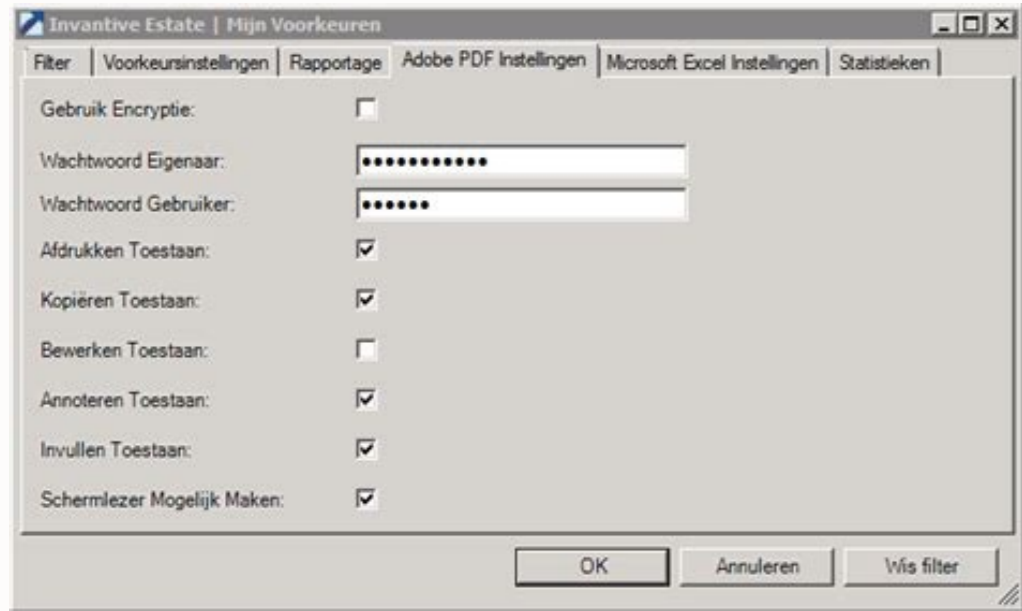 Invantive Estate | Mijn Voorkeuren
Filter Voorkeursinstellingen Rapportage Adobe PDF Instellingen Microsoft Excel Instellingen Statistieken
Gebruik Encryptie:
Wachtwoord Eigenaar: •••••••••••
Wachtwoord Gebruiker: ••••••
Afdrukken Toestaan:
Kopiëren Toestaan:
Bewerken Toestaan:
Annoteren Toestaan:
Invullen Toestaan:
Schermlezer Mogelijk Maken:
OK Annuleren Wis filter